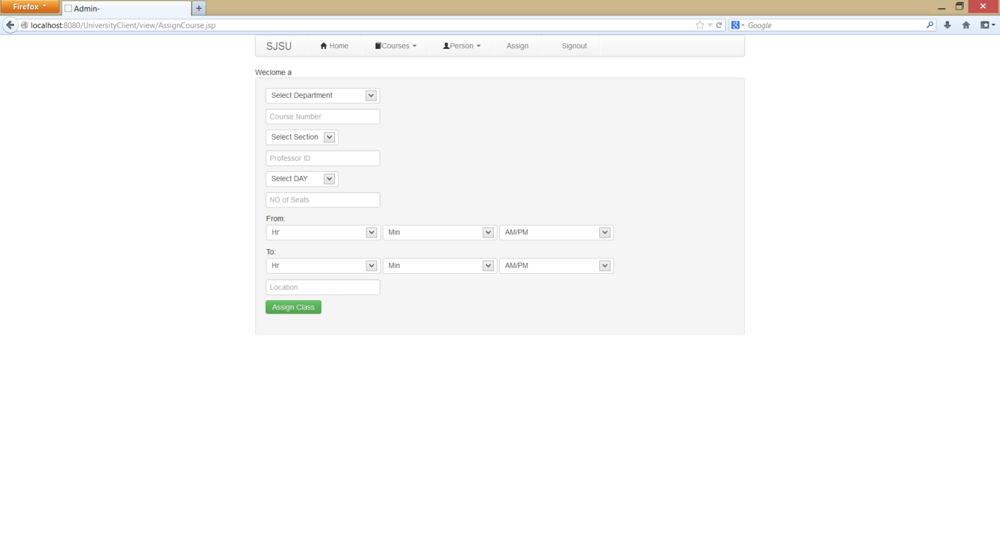 Firefox
Admin-
+
localhost:8080/UniversityClient/view/AssignCourse.jsp
8 Google
SJSU Home Courses Person Assign Signout
Weclome a
Select Department
Course Number
Select Section
Professor ID
Select DAY
NO of Seats
From:
Hr Min AM/PM
To:
Hr Min AM/PM
Location
Assign Class